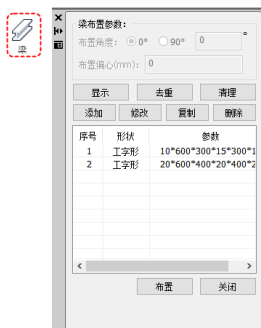 梁
梁布置参数：
布置角度： 0° 90° 0 °
布置偏心(mm)： 0
显示 去重 清理
添加 修改 复制 删除
序号 形状 参数
1 工字形 10*600*300*15*300*1
2 工字形 20*600*400*20*400*2
布置 关闭